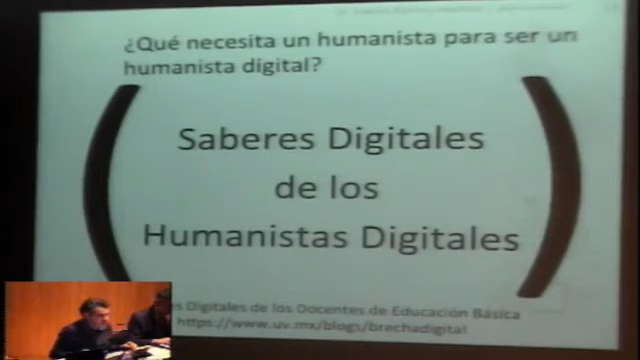 ¿Qué necesita un humanista para ser un
humanista digital?
Saberes Digitales
de los
Humanistas Digitales
Digitales de los Docentes de Educación Básica
https://www.uv.mx/blogs/brechadigital